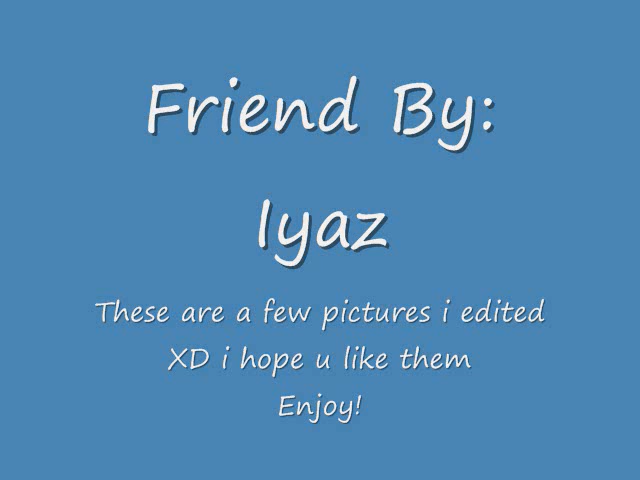 Friend By:
Iyaz
These are a few pictures i edited
XD i hope u like them
Enjoy!